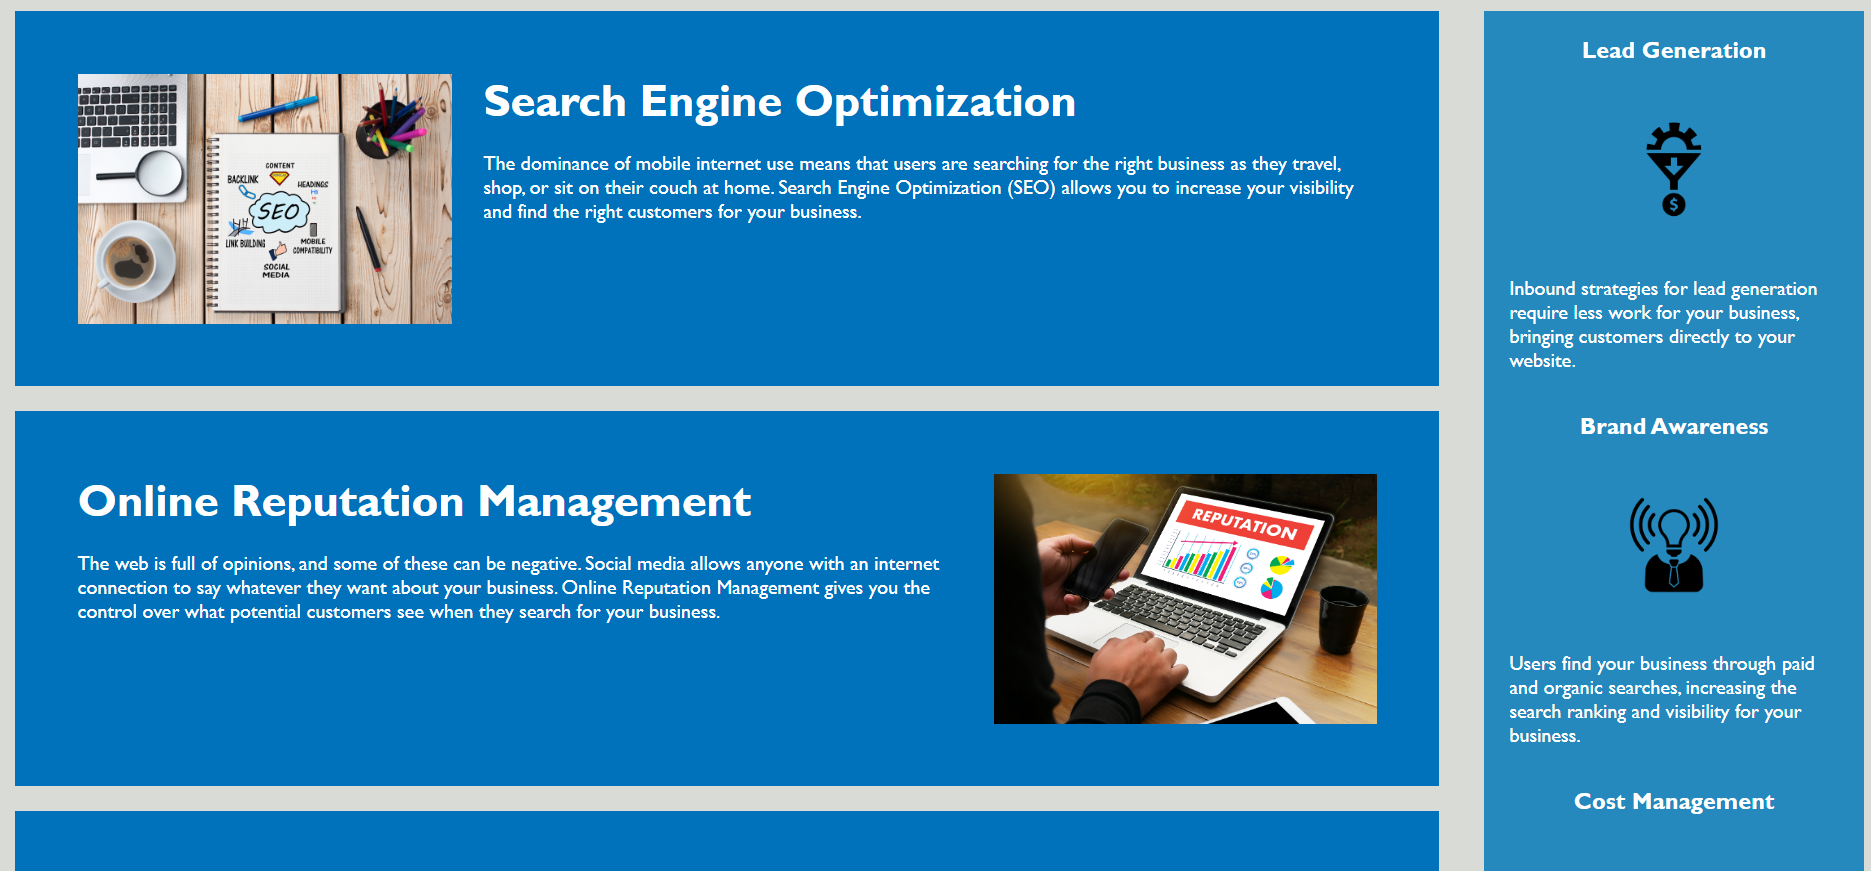 Search Engine Optimization
The dominance of mobile internet use means that users are searching for the right business as they travel,
shop, or sit on their couch at home. Search Engine Optimization (SEO) allows you to increase your visibility
and find the right customers for your business.
CONTENT
BACKLINK
HEADINGS
SEO
LINK BUILDING
MOBILE
COMPATIBILITY
SOCIAL
MEDIA
Online Reputation Management
The web is full of opinions, and some of these can be negative. Social media allows anyone with an internet
connection to say whatever they want about your business. Online Reputation Management gives you the
control over what potential customers see when they search for your business.
REPUTATION
Lead Generation
$
Inbound strategies for lead generation
require less work for your business,
bringing customers directly to your
website.
Brand Awareness
Users find your business through paid
and organic searches, increasing the
search ranking and visibility for your
business.
Cost Management